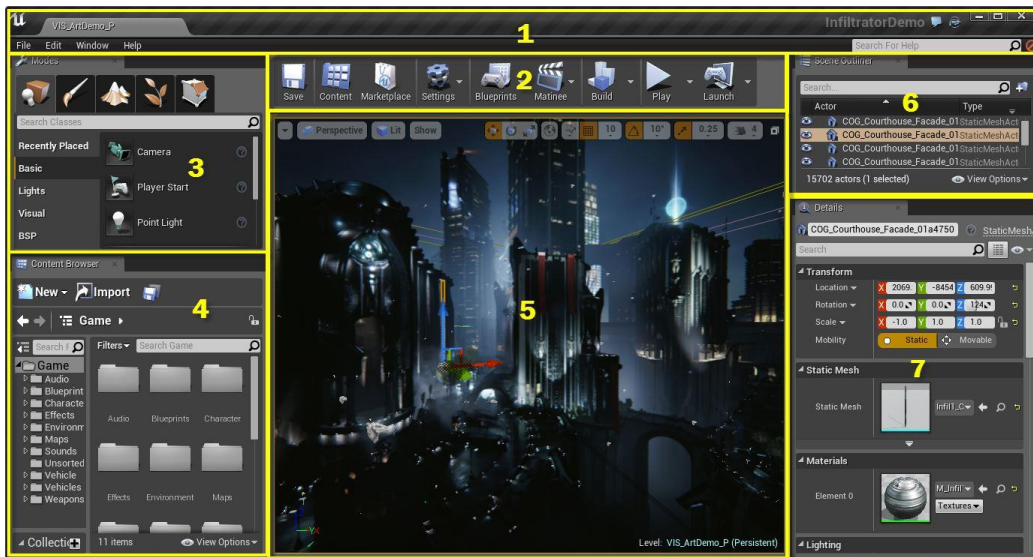 VIS_ArtDemo_P
InfiltratorDemo
1
File Edit Window Help
Search For Help
Modes
Search Classes
Recently Placed
Basic
Lights
Visual
BSP
Camera
Player Start
Point Light
3
Save Content Marketplace Settings Blueprints Matinee Build Play Launch
2
Content Browser
New Import
4
Game
Filters Search Game
Game
Audio
Blueprint
Characte
Effects
Environm
Maps
Sounds
Unsorted
Vehicle
Vehicles
Weapons
Collectio
Audio Blueprints Character
Effects Environment Maps
11 items View Options
Perspective Lit Show 10 10° 0.25 4
5
Level: VIS_ArtDemo_P (Persistent)
Scene Outliner
Search...
6
Actor Type
COG_Courthouse_Facade_01 StaticMeshAct
COG_Courthouse_Facade_01 StaticMeshAct
COG_Courthouse_Facade_01 StaticMeshAct
COG_Courthouse_Facade_01 StaticMeshAct
15702 actors (1 selected) View Options
Details
COG_Courthouse_Facade_01a4750 StaticMesh
Search
Transform
Location X 2069. Y -8454 Z 609.9
Rotation X 0.0 Y 0.0 Z 124
Scale X -1.0 Y 1.0 Z 1.0
Mobility Static Movable
7
Static Mesh
Static Mesh Infil1_C
Materials
Element 0 M_Infil
Textures
Lighting